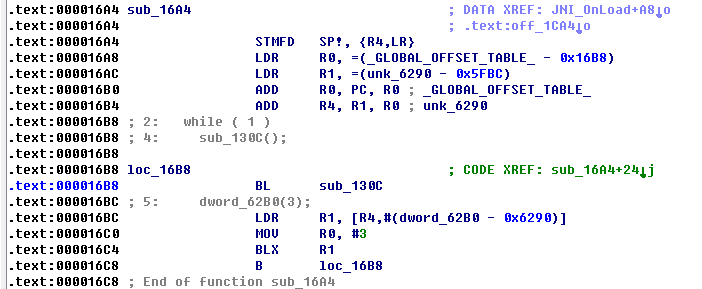 .text:000016A4 sub_16A4 ; DATA XREF: JNI_OnLoad+A8↓o
.text:000016A4 ; .text:off_1CA4↓o
.text:000016A4 STMFD SP!, {R4,LR}
.text:000016A8 LDR R0, =(_GLOBAL_OFFSET_TABLE_ - 0x16B8)
.text:000016AC LDR R1, =(unk_6290 - 0x5FBC)
.text:000016B0 ADD R0, PC, R0 ; _GLOBAL_OFFSET_TABLE_
.text:000016B4 ADD R4, R1, R0 ; unk_6290
.text:000016B8 ; 2: while ( 1 )
.text:000016B8 ; 4: sub_130C();
.text:000016B8
.text:000016B8 loc_16B8 ; CODE XREF: sub_16A4+24↓j
.text:000016B8 BL sub_130C
.text:000016BC ; 5: dword_62B0(3);
.text:000016BC LDR R1, [R4,#(dword_62B0 - 0x6290)]
.text:000016C0 MOV R0, #3
.text:000016C4 BLX R1
.text:000016C8 B loc_16B8
.text:000016C8 ; End of function sub_16A4